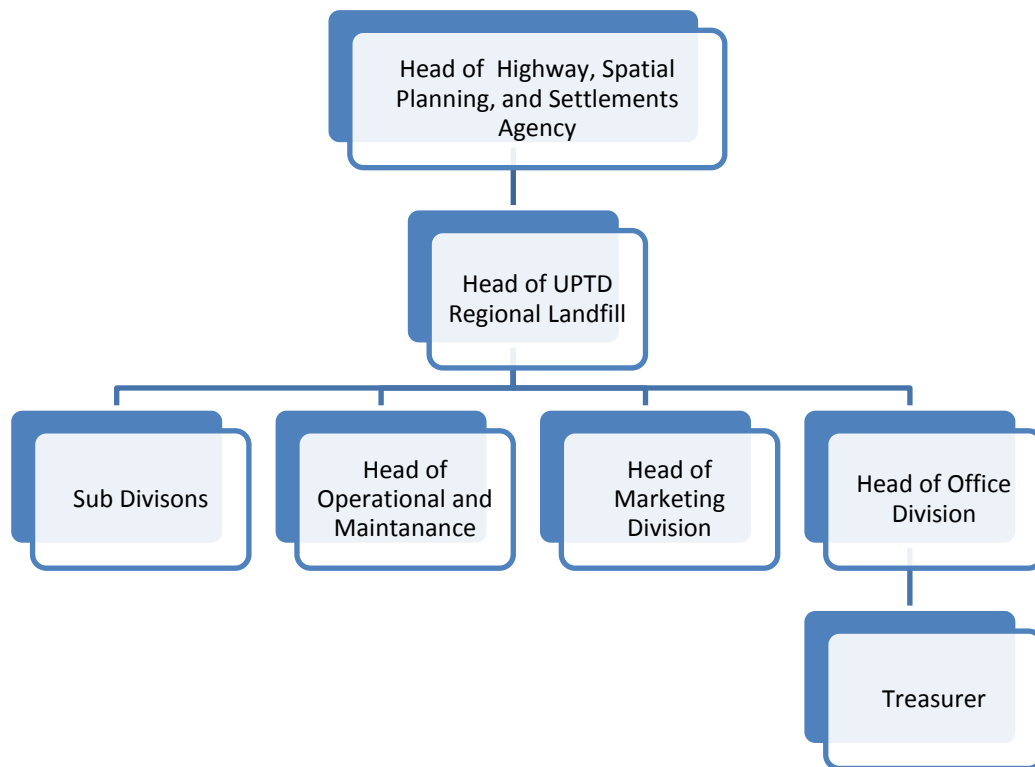 Head of  Highway, Spatial
Planning, and Settlements
Agency
Head of UPTD
Regional Landfill
Sub Divisons
Head of
Operational and
Maintanance
Head of
Marketing
Division
Head of Office
Division
Treasurer